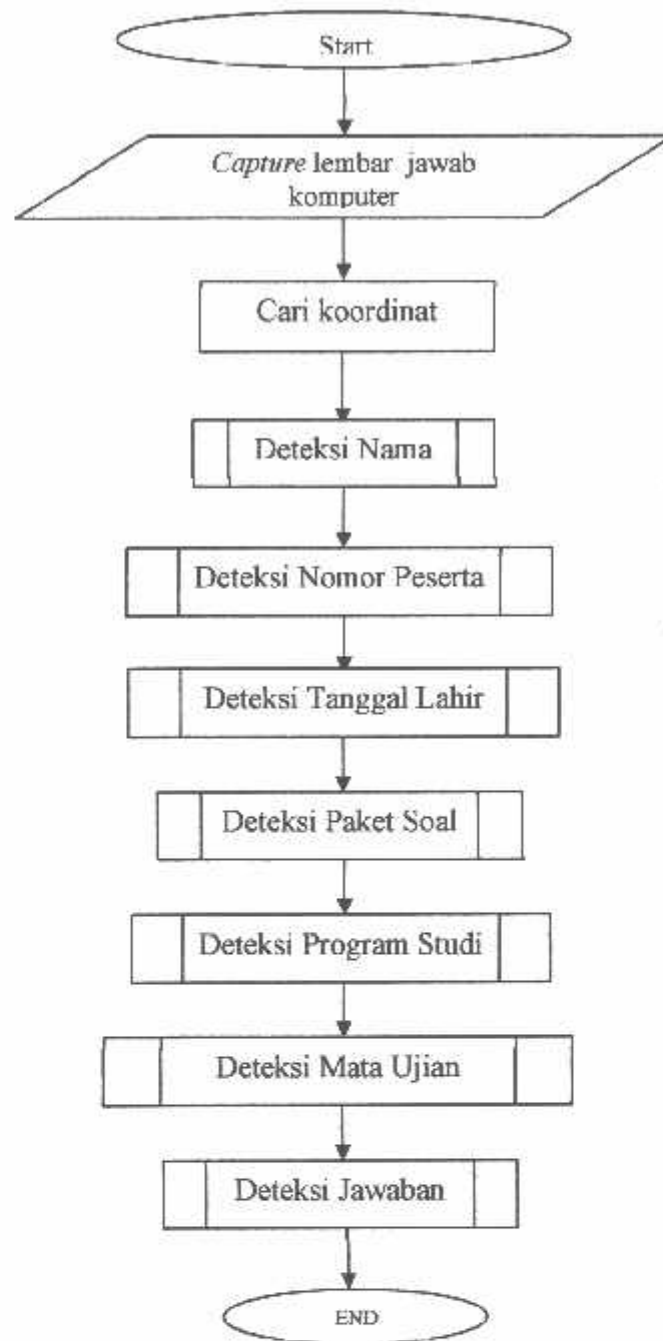 Start
Capture lembar jawab
komputer
Cari koordinat
Deteksi Nama
Deteksi Nomor Peserta
Deteksi Tanggal Lahir
Deteksi Paket Soal
Deteksi Program Studi
Deteksi Mata Ujian
Deteksi Jawaban
END